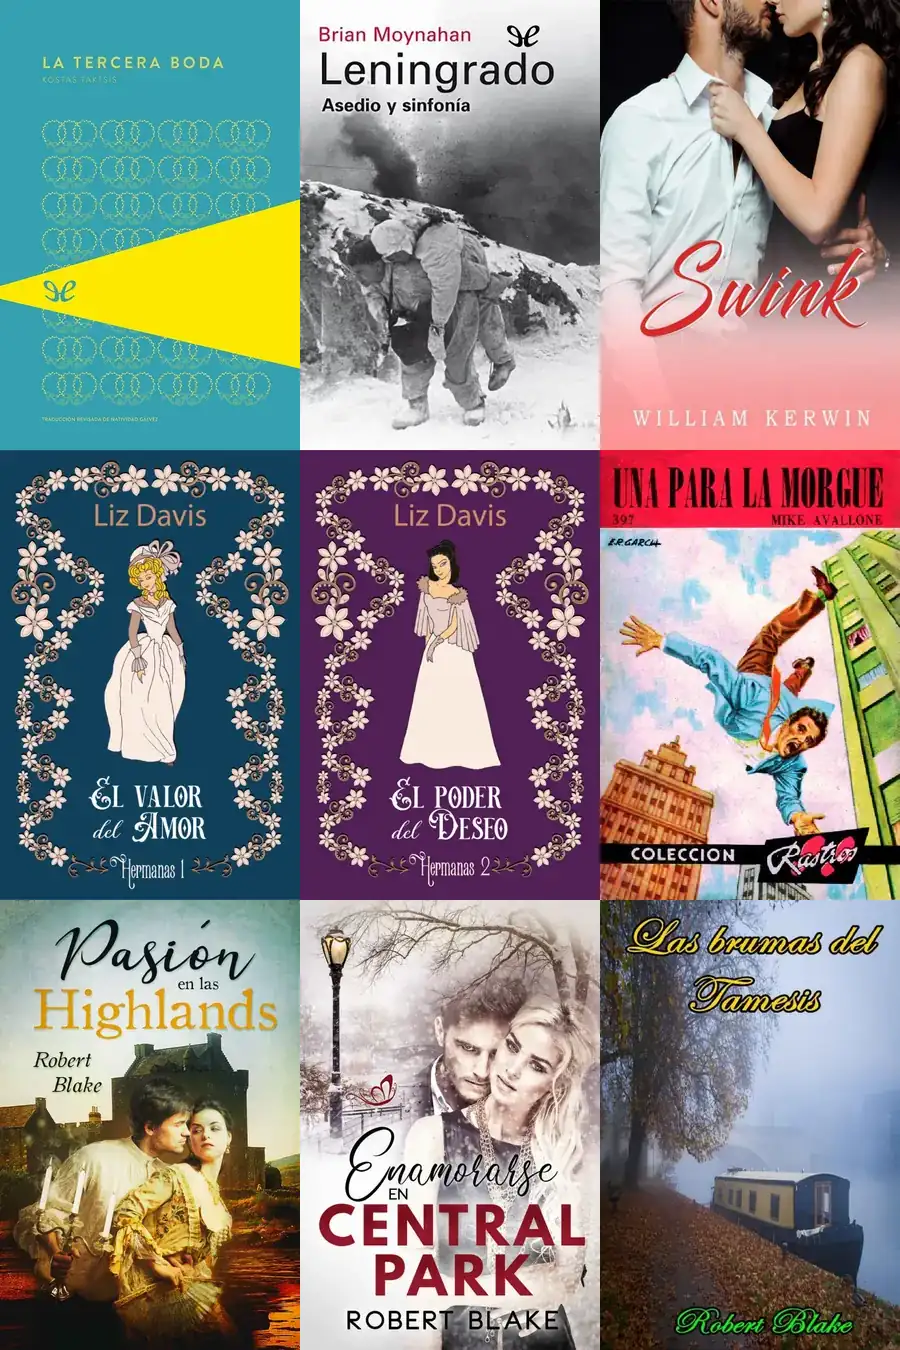 LA TERCERA BODA
KOSTAS TAKTSIS
TRADUCCIÓN REVISADA DE NATIVIDAD GÁLVEZ
Brian Moynahan
Leningrado
Asedio y sinfonía
Swink
WILLIAM KERWIN
Liz Davis
El valor
del Amor
Hermanas 1
Liz Davis
El poder
del Deseo
Hermanas 2
UNA PARA LA MORGUE
397 MIKE AVALLONE
E.R.GARCIA
COLECCION Rastros
Pasión
en las
Highlands
Robert
Blake
Enamorarse
EN
CENTRAL
PARK
ROBERT BLAKE
Las brumas del
Tamesis
Robert Blake